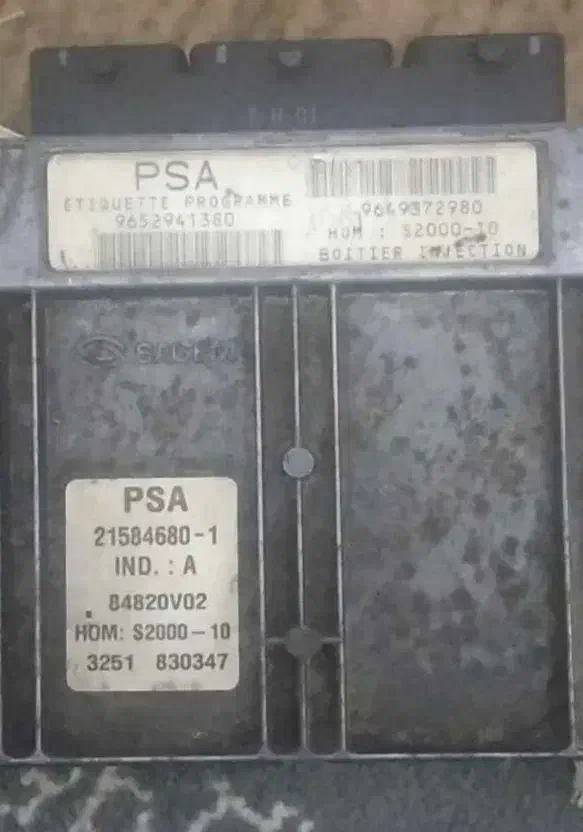 PSA
ETIQUETTE PROGRAMME
9652941380
9649372980
HOM : S2000-10
BOITIER INJECTION
SAGEM
PSA
21584680-1
IND. : A
84820V02
HOM: S2000-10
3251 830347